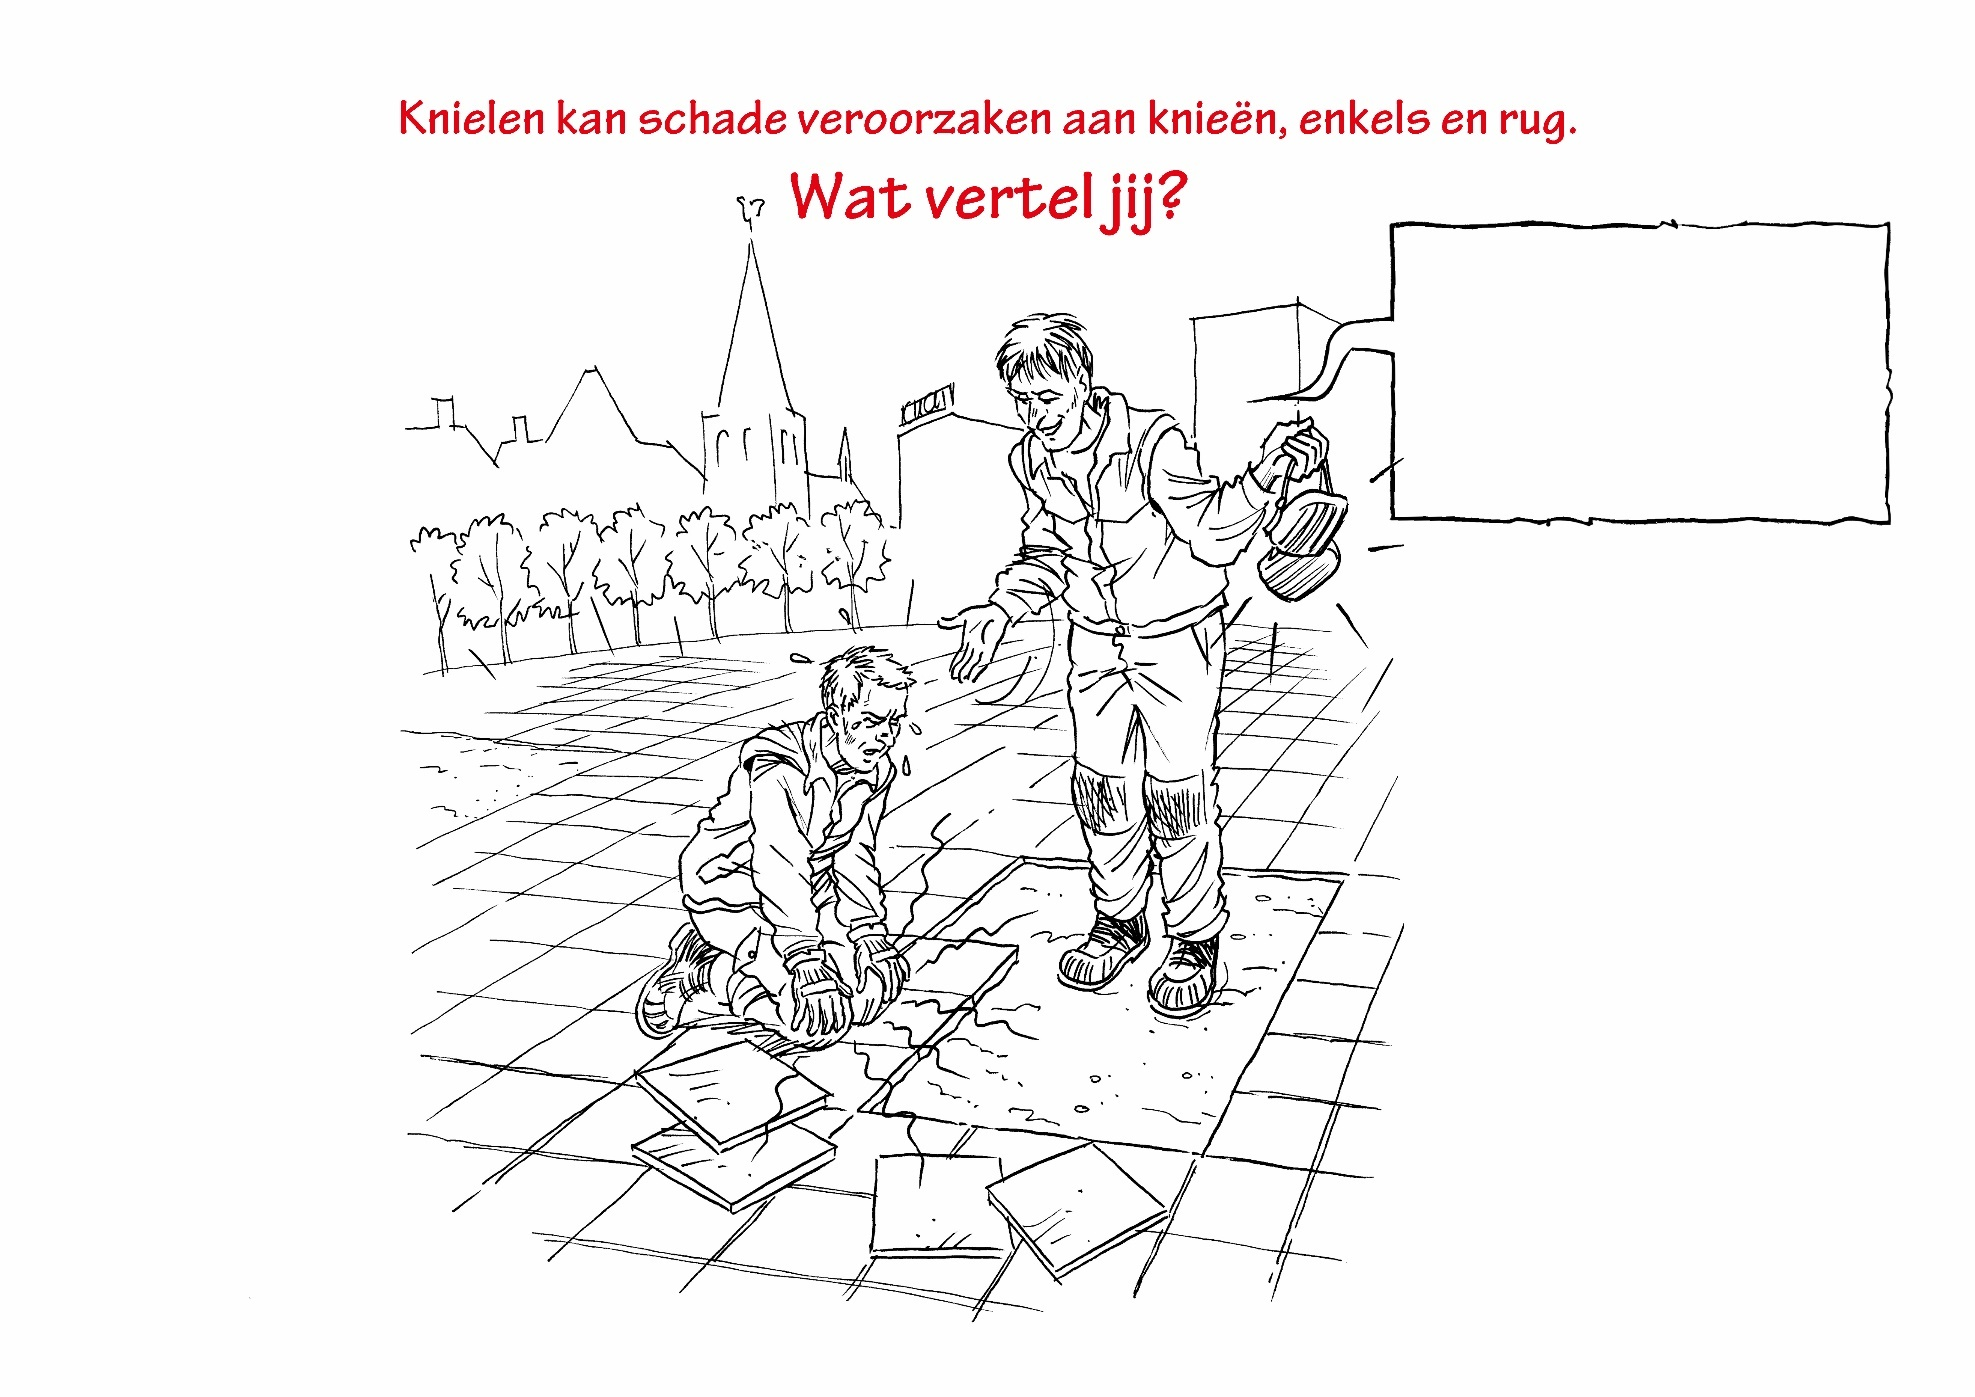 Knielen kan schade veroorzaken aan knieën, enkels en rug.
Wat vertel jij?